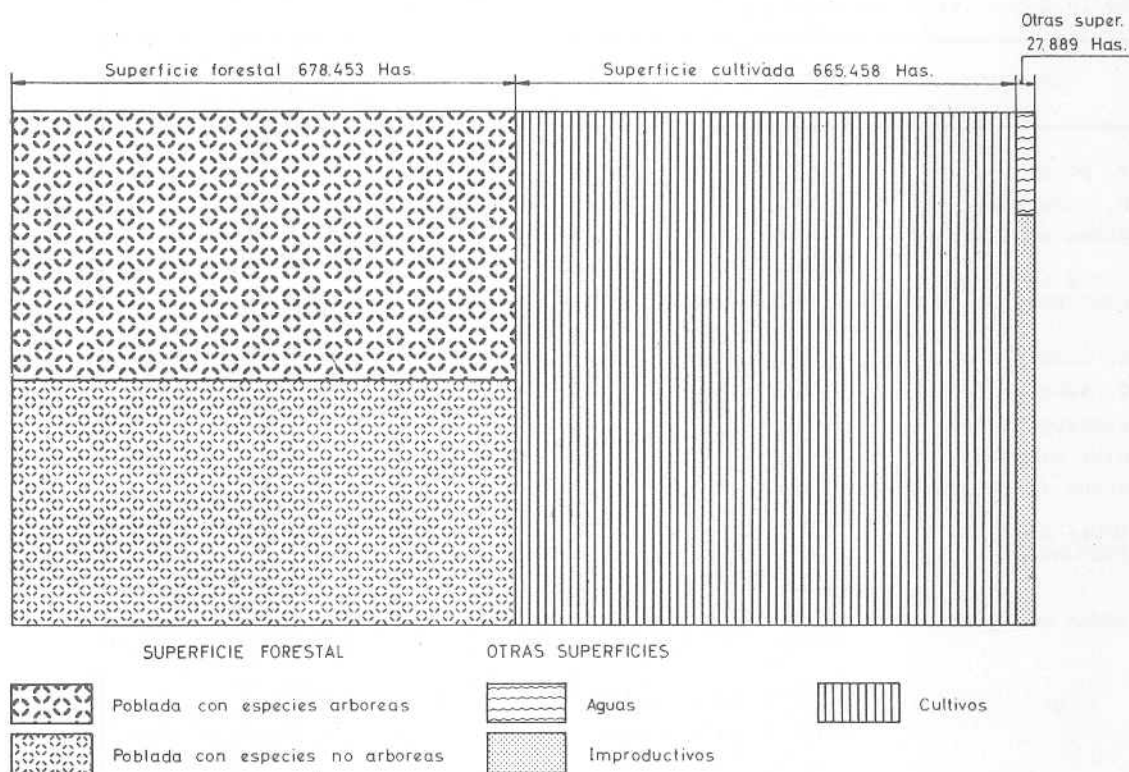 Otras super.
27.889 Has.
Superficie forestal 678.453 Has.
Superficie cultivada 665.458 Has.
SUPERFICIE FORESTAL
OTRAS SUPERFICIES
Poblada con especies arboreas
Aguas
Cultivos
Poblada con especies no arboreas
Improductivos